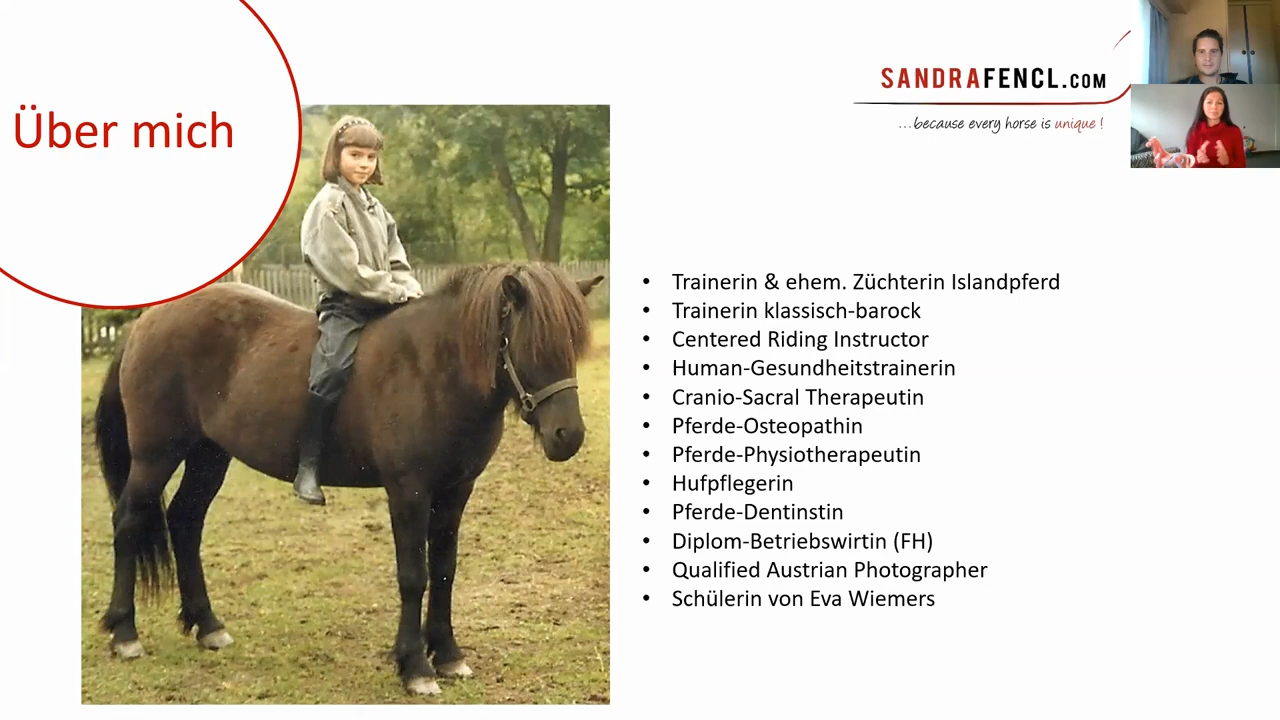 Über mich
SANDRAFENCL.COM
...because every horse is unique !
• Trainerin & ehem. Züchterin Islandpferd
• Trainerin klassisch-barock
• Centered Riding Instructor
• Human-Gesundheitstrainerin
• Cranio-Sacral Therapeutin
• Pferde-Osteopathin
• Pferde-Physiotherapeutin
• Hufpflegerin
• Pferde-Dentinstin
• Diplom-Betriebswirtin (FH)
• Qualified Austrian Photographer
• Schülerin von Eva Wiemers